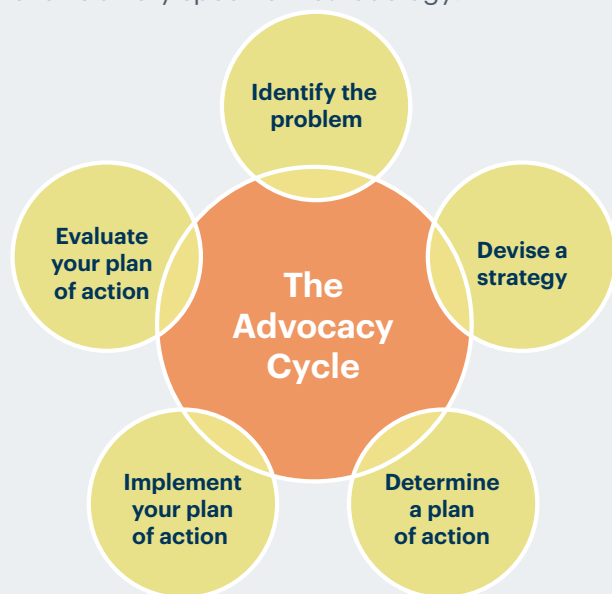 Identify the
problem
Devise a
strategy
Determine
a plan
of action
Implement
your plan
of action
Evaluate
your plan
of action
The
Advocacy
Cycle